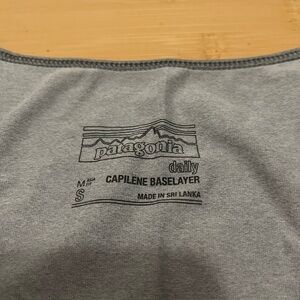 patagonia
daily
CAPILENE BASELAYER
M
S
MADE IN SRI LANKA